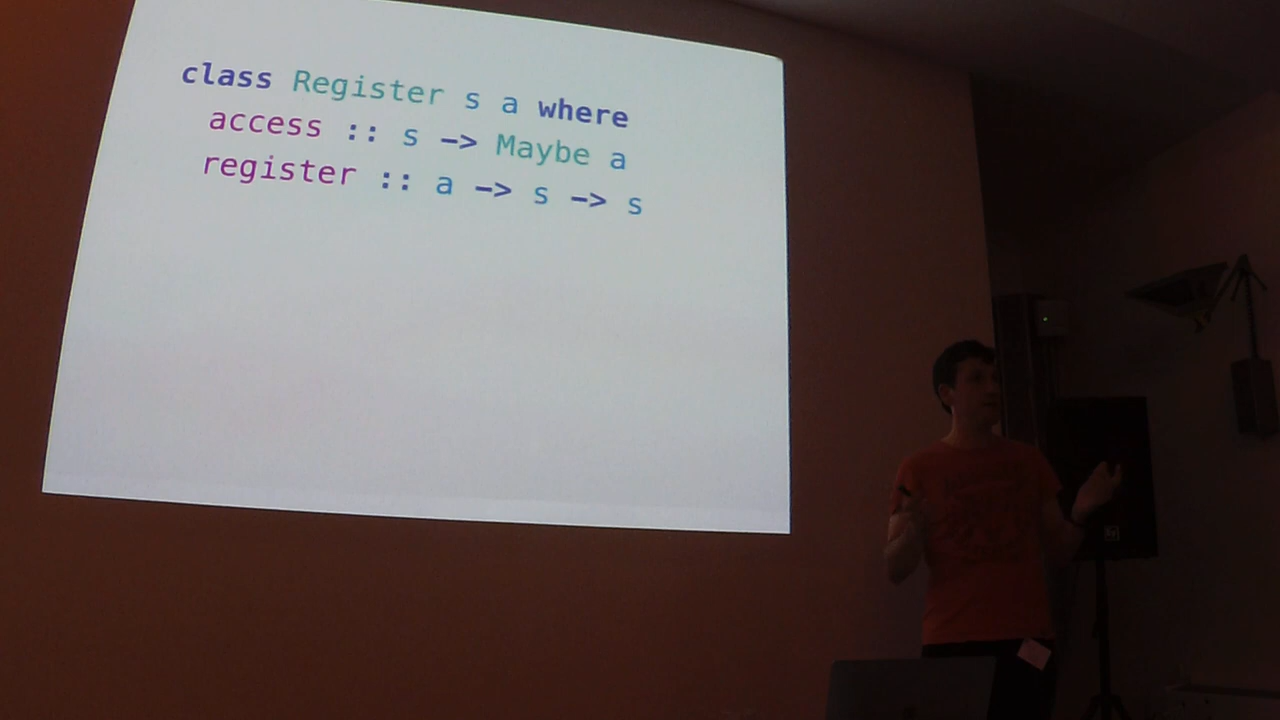 class Register s a where
access :: s -> Maybe a
register :: a -> s -> s